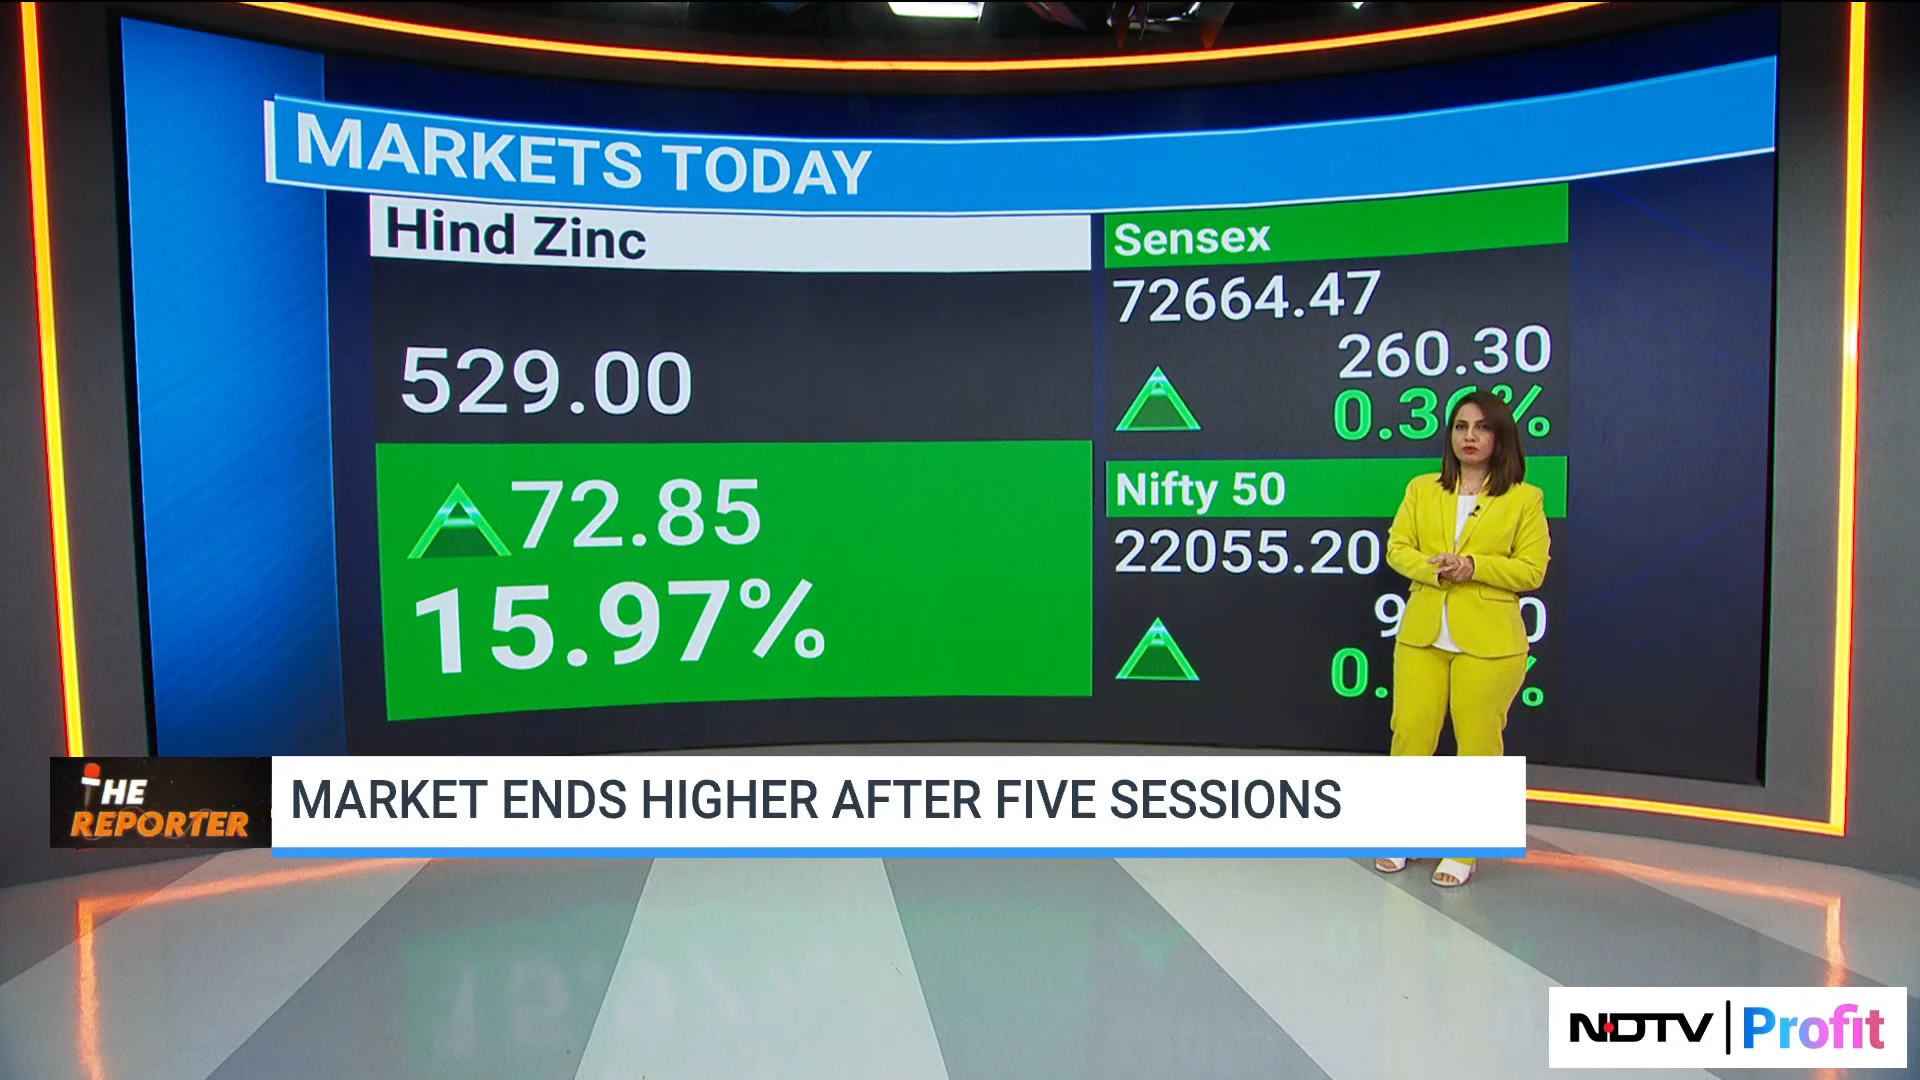 MARKETS TODAY
Hind Zinc
529.00
72.85
15.97%
Sensex
72664.47
260.30
Nifty 50
22055.20
THE
REPORTER
MARKET ENDS HIGHER AFTER FIVE SESSIONS
NDTV Profit